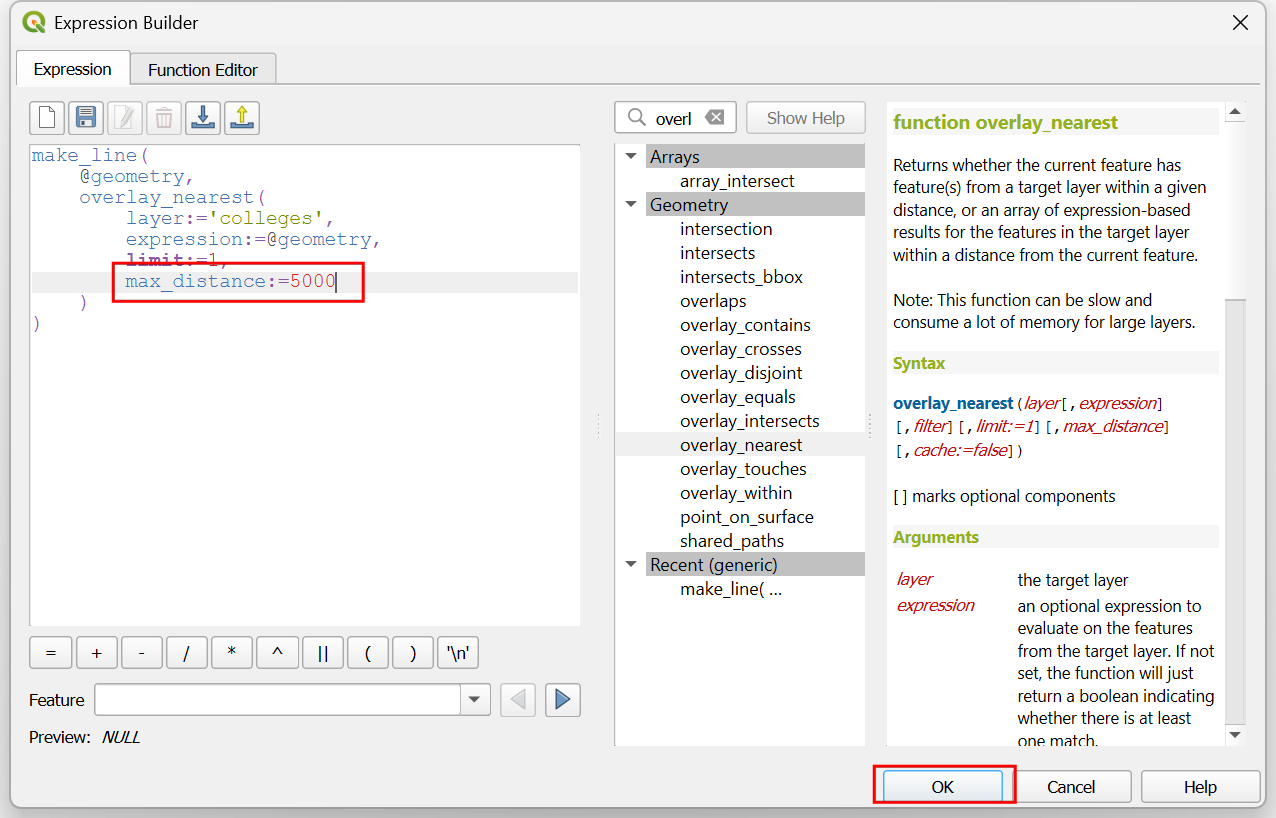 Expression Builder
Expression
Function Editor
make_line(
@geometry,
overlay_nearest(
layer:='colleges',
expression:=@geometry,
limit:=1,
max_distance:=5000
)
)
=
+
-
/
*
^
||
(
)
'\n'
Feature
Preview: NULL
overl
Show Help
Arrays
array_intersect
Geometry
intersection
intersects
intersects_bbox
overlaps
overlay_contains
overlay_crosses
overlay_disjoint
overlay_equals
overlay_intersects
overlay_nearest
overlay_touches
overlay_within
point_on_surface
shared_paths
Recent (generic)
make_line( ...
function overlay_nearest
Returns whether the current feature has
feature(s) from a target layer within a given
distance, or an array of expression-based
results for the features in the target layer
within a distance from the current feature.
Note: This function can be slow and
consume a lot of memory for large layers.
Syntax
overlay_nearest(layer[,expression]
[,filter][,limit:=1][,max_distance]
[,cache:=false])
[ ] marks optional components
Arguments
layer the target layer
expression an optional expression to
evaluate on the features
from the target layer. If not
set, the function will just
return a boolean indicating
whether there is at least
one match.
OK
Cancel
Help